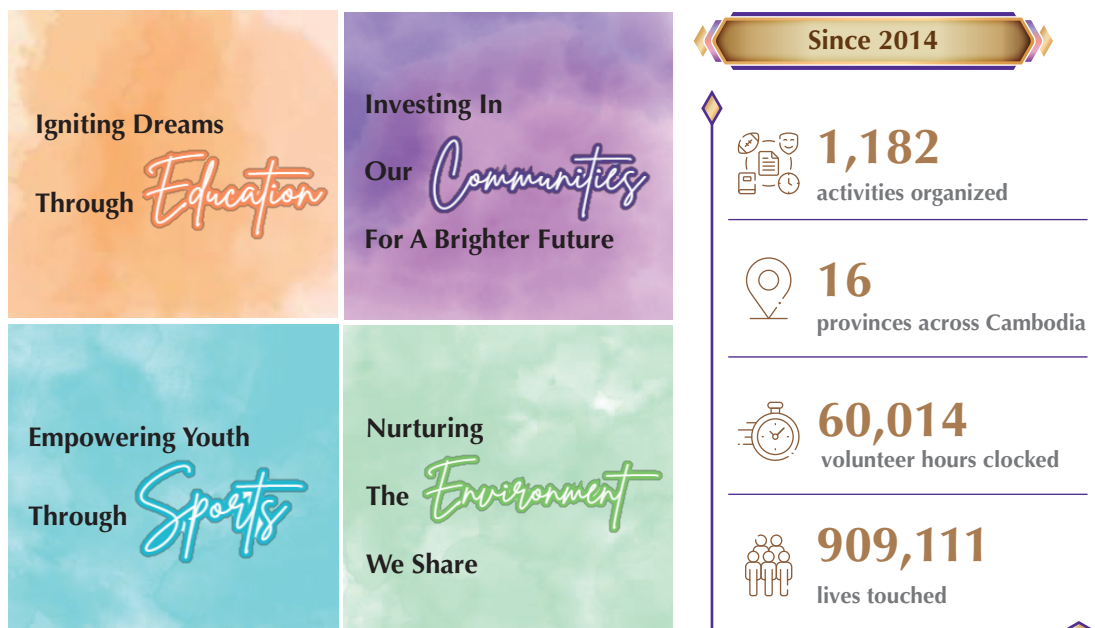 Igniting Dreams
Through Education
Investing In
Our Communities
For A Brighter Future
Empowering Youth
Through Sports
Nurturing
The Environment
We Share
Since 2014
1,182
activities organized
16
provinces across Cambodia
60,014
volunteer hours clocked
909,111
lives touched